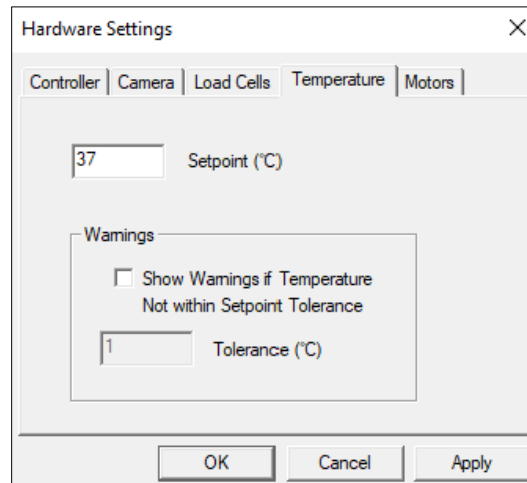 Hardware Settings
Controller
Camera
Load Cells
Temperature
Motors
37
Setpoint (°C)
Warnings
Show Warnings if Temperature
Not within Setpoint Tolerance
1
Tolerance (°C)
OK
Cancel
Apply